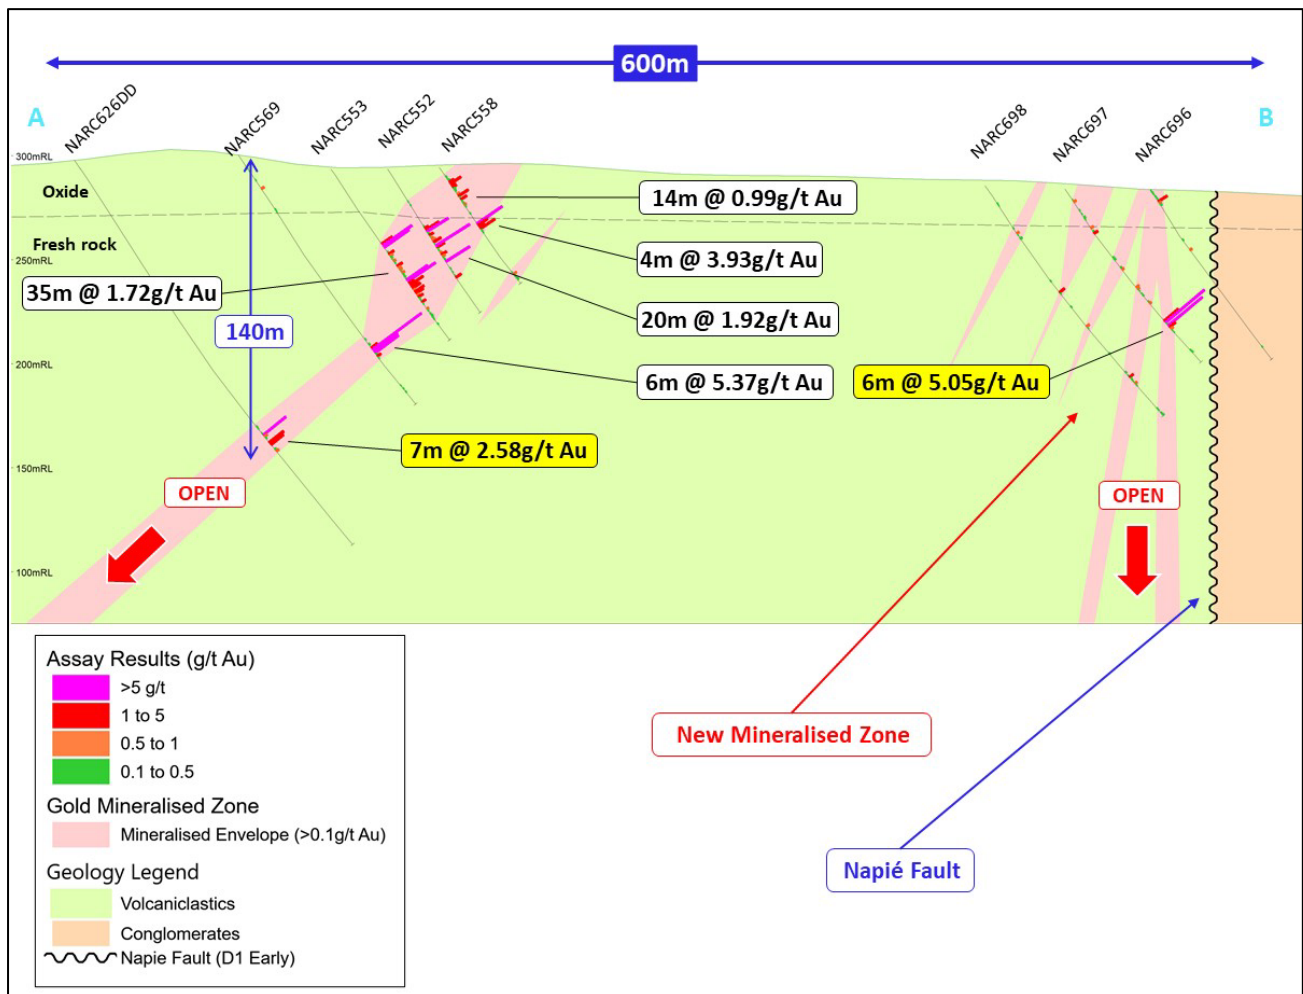 600m
A
B
NARC626DD
NARC569
NARC553
NARC552
NARC558
NARC698
NARC697
NARC696
300mRL
Oxide
14m @ 0.99g/t Au
Fresh rock
250mRL
4m @ 3.93g/t Au
35m @ 1.72g/t Au
20m @ 1.92g/t Au
140m
200mRL
6m @ 5.37g/t Au
6m @ 5.05g/t Au
7m @ 2.58g/t Au
150mRL
OPEN
OPEN
100mRL
Assay Results (g/t Au)
>5 g/t
1 to 5
0.5 to 1
0.1 to 0.5
Gold Mineralised Zone
Mineralised Envelope (>0.1g/t Au)
Geology Legend
Volcaniclastics
Conglomerates
Napie Fault (D1 Early)
New Mineralised Zone
Napié Fault